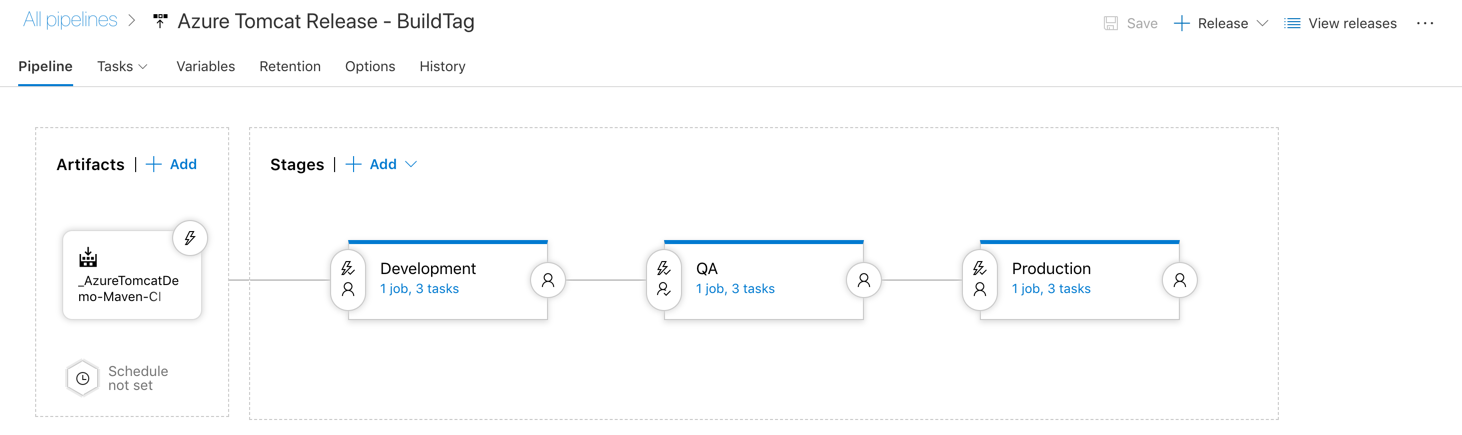 All pipelines > Azure Tomcat Release - BuildTag
Save Release View releases ...
Pipeline Tasks Variables Retention Options History
Artifacts | + Add
Stages | + Add
_AzureTomcatDe
mo-Maven-CI
Development
1 job, 3 tasks
QA
1 job, 3 tasks
Production
1 job, 3 tasks
Schedule
not set